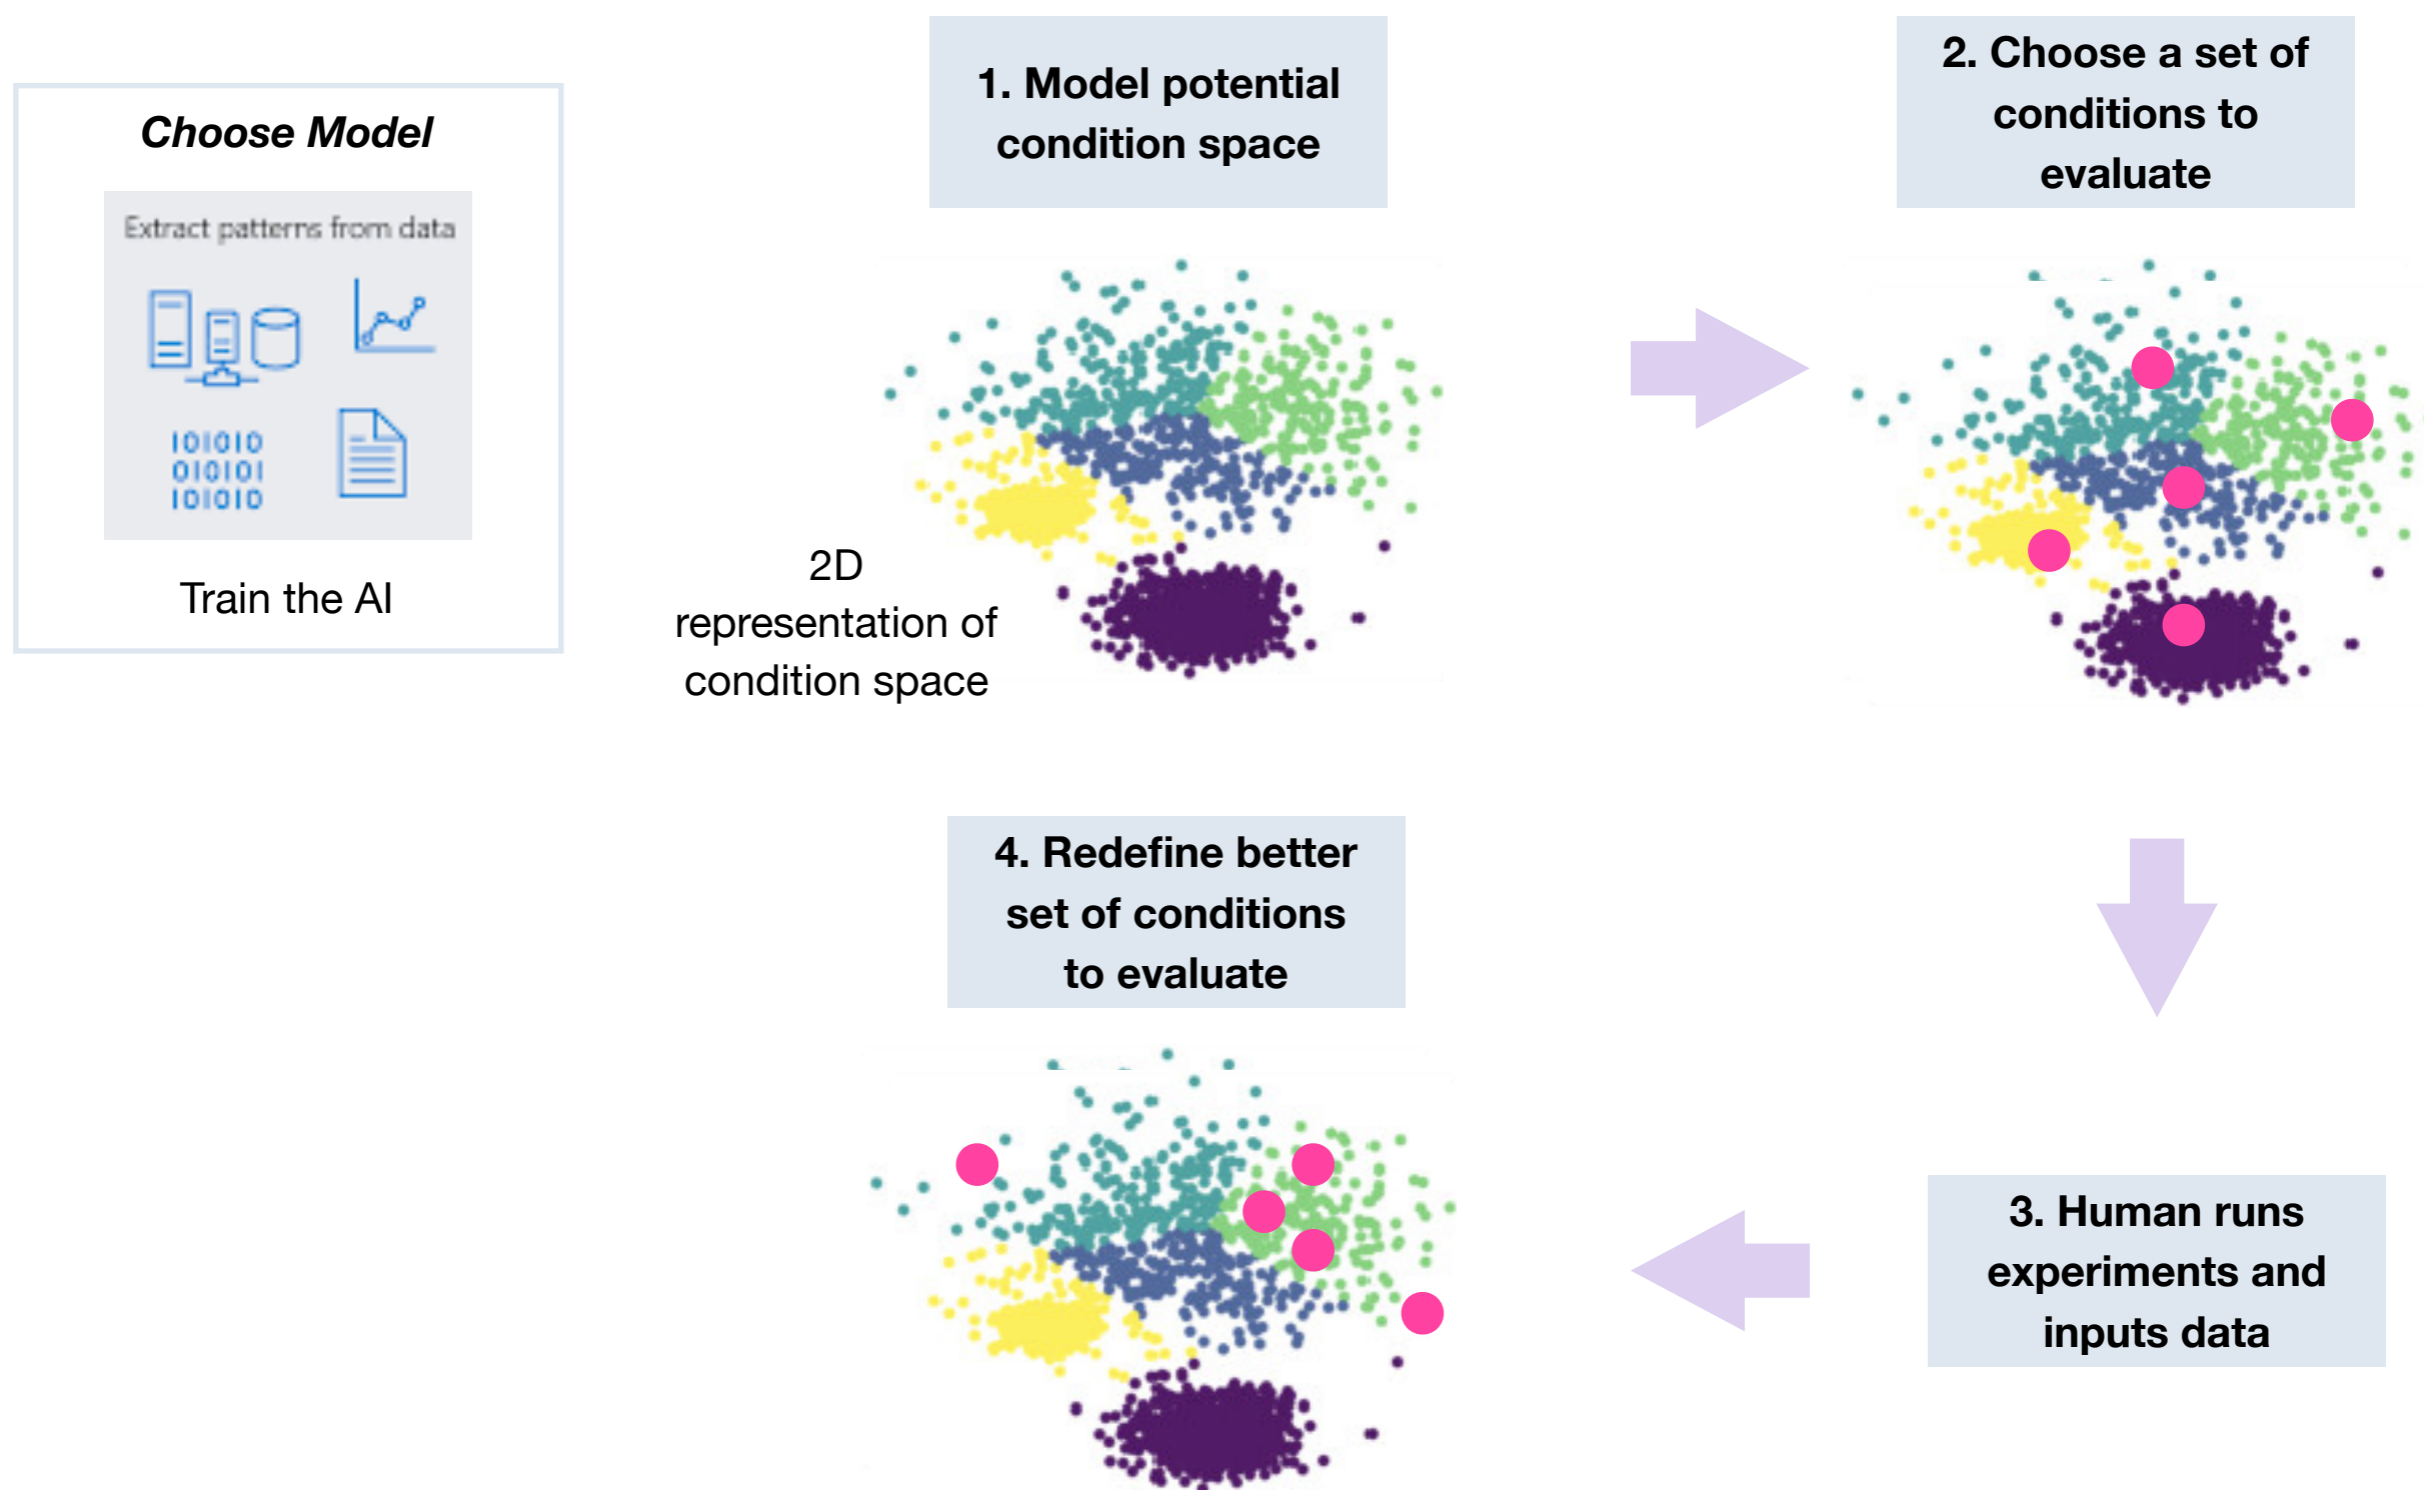 Choose Model
Extract patterns from data
101010
010101
101010
Train the AI
1. Model potential
condition space
2D
representation of
condition space
2. Choose a set of
conditions to
evaluate
3. Human runs
experiments and
inputs data
4. Redefine better
set of conditions
to evaluate